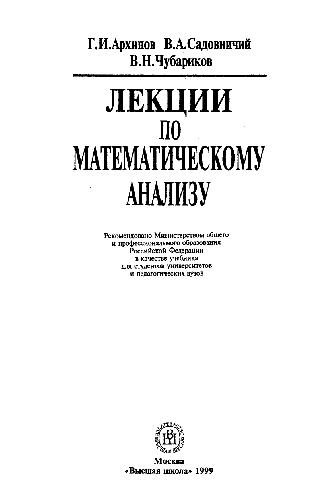 Г.И.Архипов В.А.Садовничий
В.Н.Чубариков
ЛЕКЦИИ
ПО
МАТЕМАТИЧЕСКОМУ
АНАЛИЗУ
Рекомендовано Министерством общего
и профессионального образования
Российской Федерации
в качестве учебника
для студентов университетов
и педагогических вузов
Москва
«Высшая школа» 1999